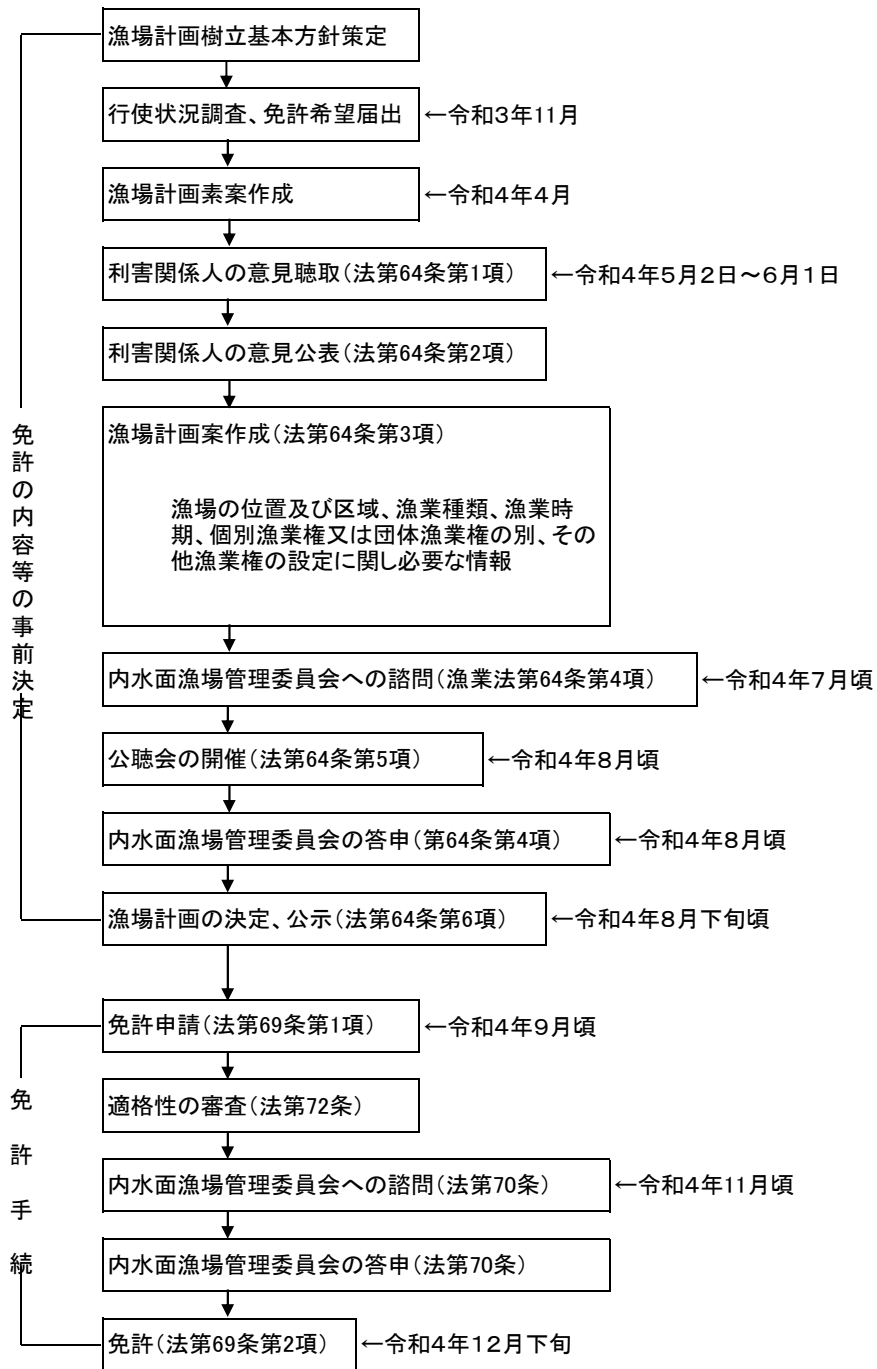 漁場計画樹立基本方針策定
行使状況調査、免許希望届出 ←令和3年11月
漁場計画素案作成 ←令和4年4月
利害関係人の意見聴取(法第64条第1項) ←令和4年5月2日～6月1日
利害関係人の意見公表(法第64条第2項)
免許の内容等の事前決定
漁場計画案作成(法第64条第3項)
漁場の位置及び区域、漁業種類、漁業時
期、個別漁業権又は団体漁業権の別、その
他漁業権の設定に関し必要な情報
内水面漁場管理委員会への諮問(漁業法第64条第4項) ←令和4年7月頃
公聴会の開催(法第64条第5項) ←令和4年8月頃
内水面漁場管理委員会の答申(第64条第4項) ←令和4年8月頃
漁場計画の決定、公示(法第64条第6項) ←令和4年8月下旬頃
免許申請(法第69条第1項) ←令和4年9月頃
免許手続
適格性の審査(法第72条)
内水面漁場管理委員会への諮問(法第70条) ←令和4年11月頃
内水面漁場管理委員会の答申(法第70条)
免許(法第69条第2項) ←令和4年12月下旬